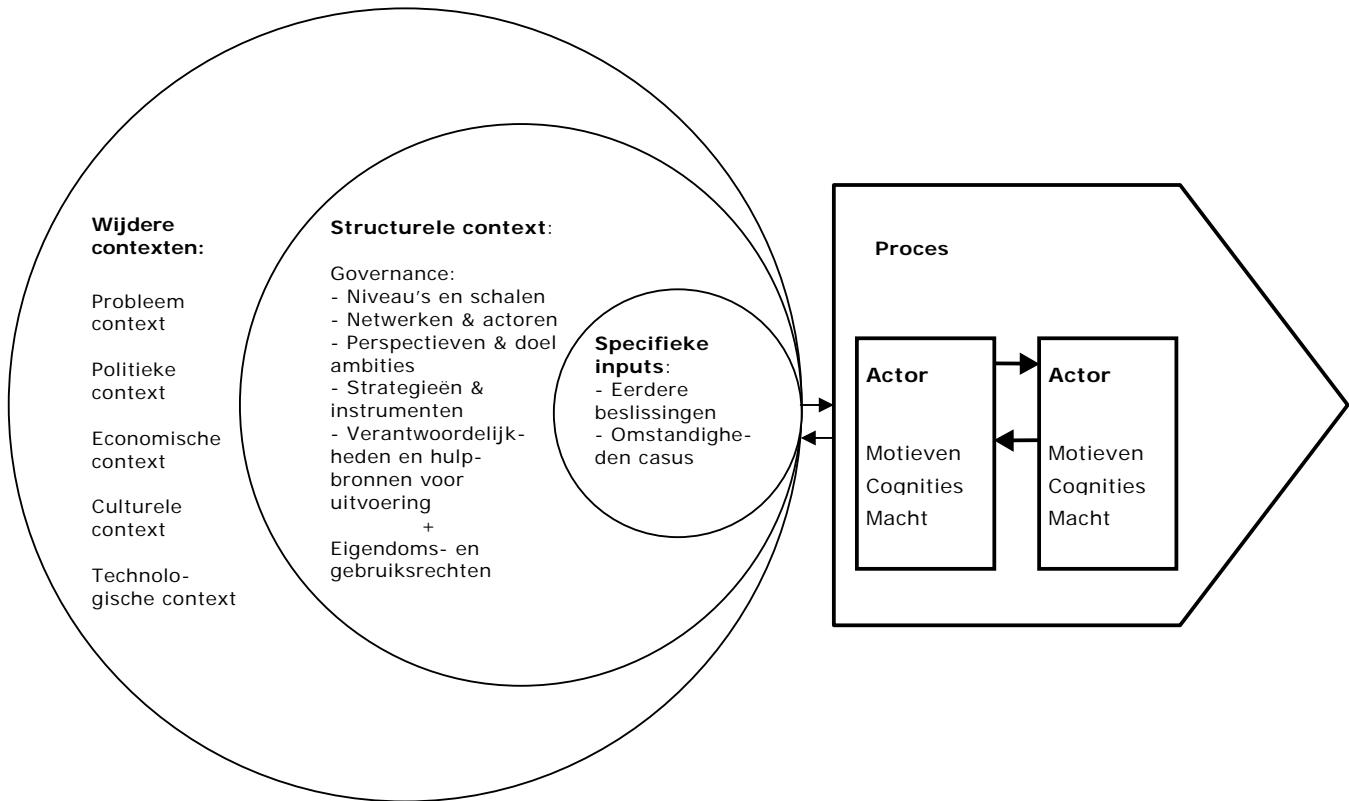 Wijdere
contexten:
Probleem
context
Politieke
context
Economische
context
Culturele
context
Technolo-
gische context
Structurele context:
Governance:
- Niveau's en schalen
- Netwerken & actoren
- Perspectieven & doel
ambities
- Strategieën &
instrumenten
- Verantwoordelijk-
heden en hulp-
bronnen voor
uitvoering
+
Eigendoms- en
gebruiksrechten
Specifieke
inputs:
- Eerdere
beslissingen
- Omstandighe-
den casus
Proces
Actor
Motieven
Cognities
Macht
Actor
Motieven
Cognities
Macht